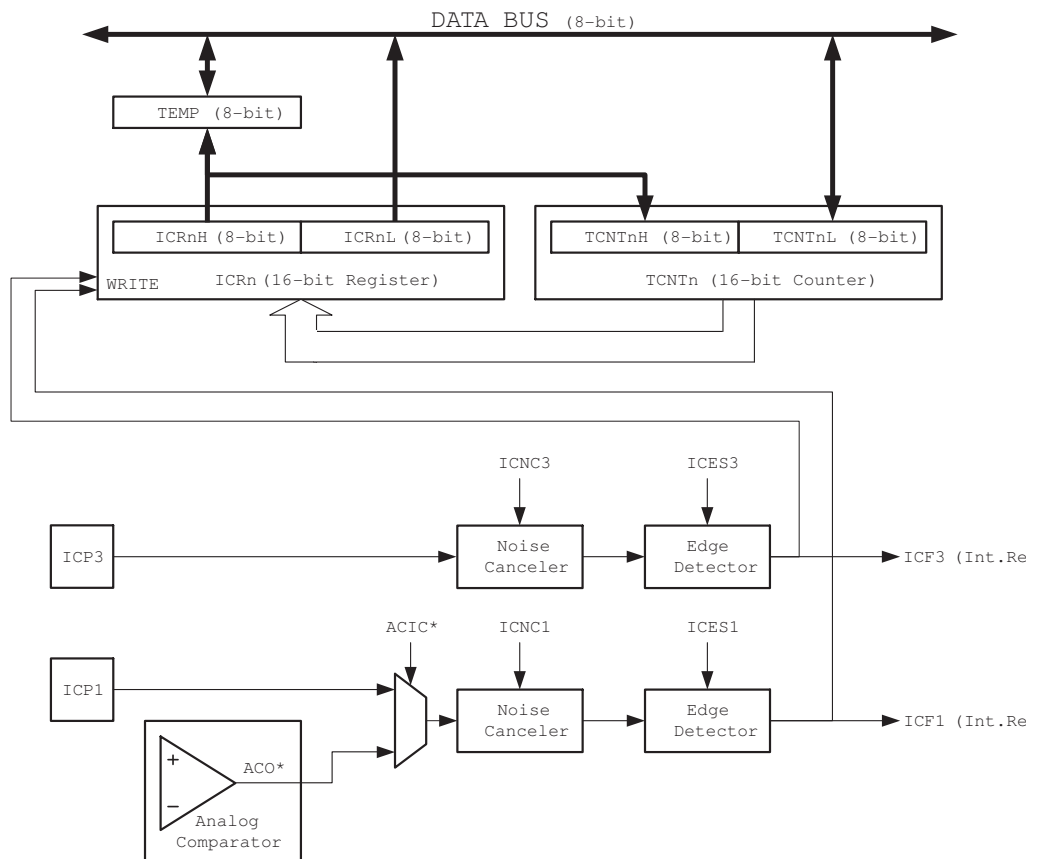 DATA BUS (8-bit)
TEMP (8-bit)
ICRnH (8-bit) ICRnL (8-bit)
TCNTnH (8-bit) TCNTnL (8-bit)
WRITE
ICRn (16-bit Register)
TCNTn (16-bit Counter)
ICNC3
ICES3
ICP3
Noise
Canceler
Edge
Detector
ICF3 (Int.Re
ACIC*
ICNC1
ICES1
ICP1
Noise
Canceler
Edge
Detector
ICF1 (Int.Re
+
ACO*
−
Analog
Comparator